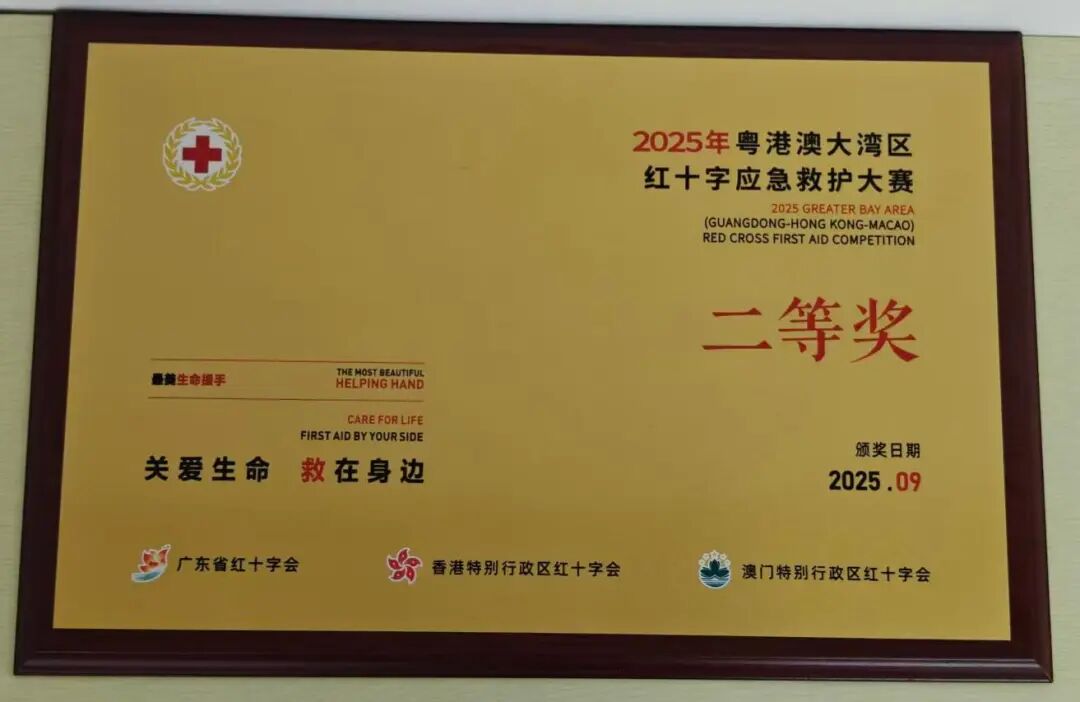 2025年粤港澳大湾区
红十字应急救护大赛
2025 GREATER BAY AREA
(GUANGDONG-HONG KONG-MACAO)
RED CROSS FIRST AID COMPETITION
二等奖
最美生命援手
THE MOST BEAUTIFUL
HELPING HAND
CARE FOR LIFE
FIRST AID BY YOUR SIDE
关爱生命 救在身边
颁奖日期
2025.09
广东省红十字会
香港特别行政区红十字会
澳门特别行政区红十字会